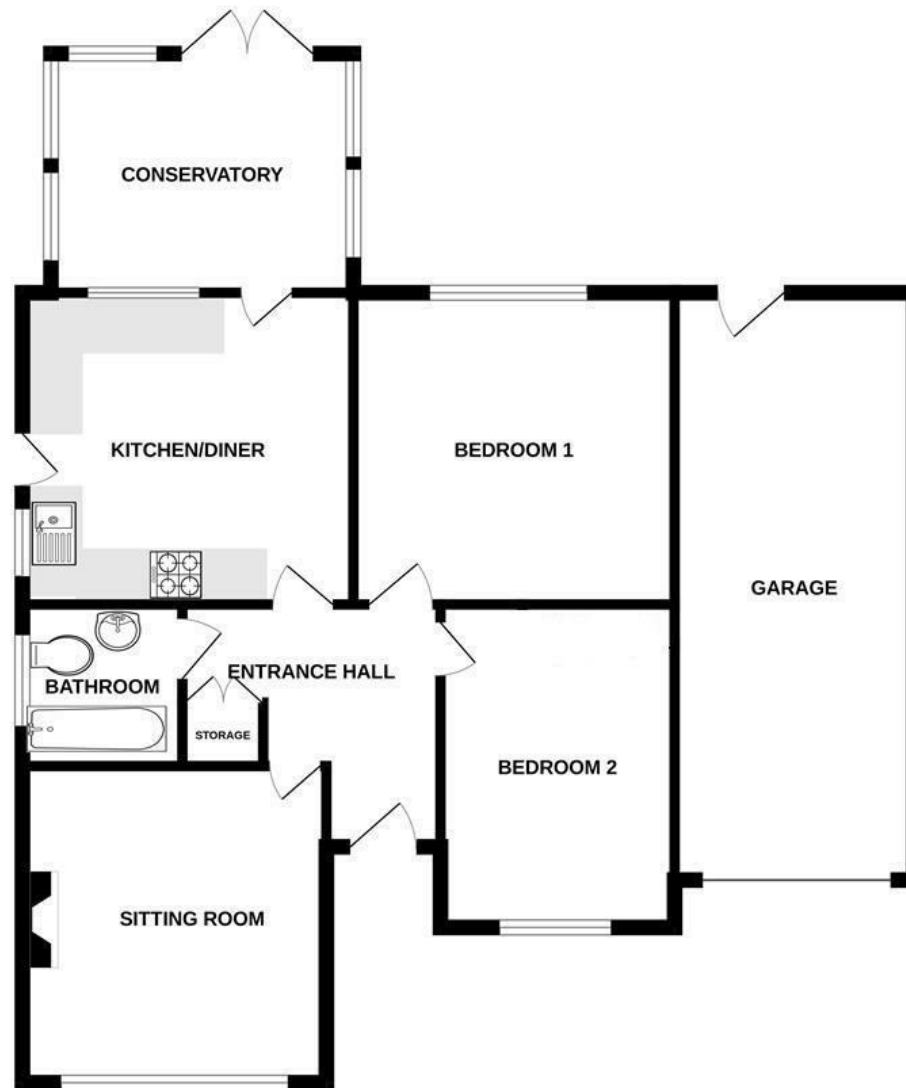 CONSERVATORY
KITCHEN/DINER
BEDROOM 1
GARAGE
ENTRANCE HALL
BATHROOM
STORAGE
BEDROOM 2
SITTING ROOM